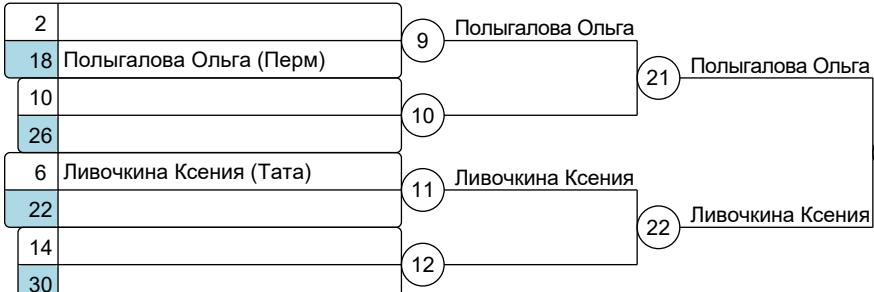 2
9 Полыгалова Ольга
18 Полыгалова Ольга (Перм)
21 Полыгалова Ольга
10
10
26
6 Ливочкина Ксения (Тата)
11 Ливочкина Ксения
22
22 Ливочкина Ксения
14
12
30